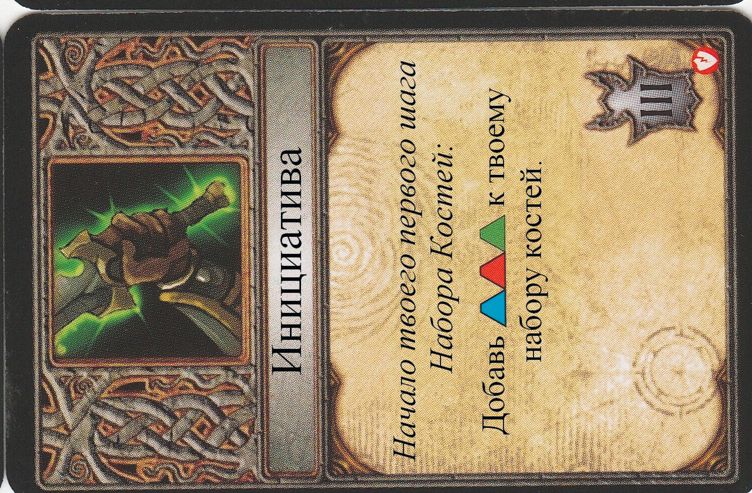 Инициатива
Начало твоего первого шага
Набора Костей:
Добавь к твоему
набору костей.
III